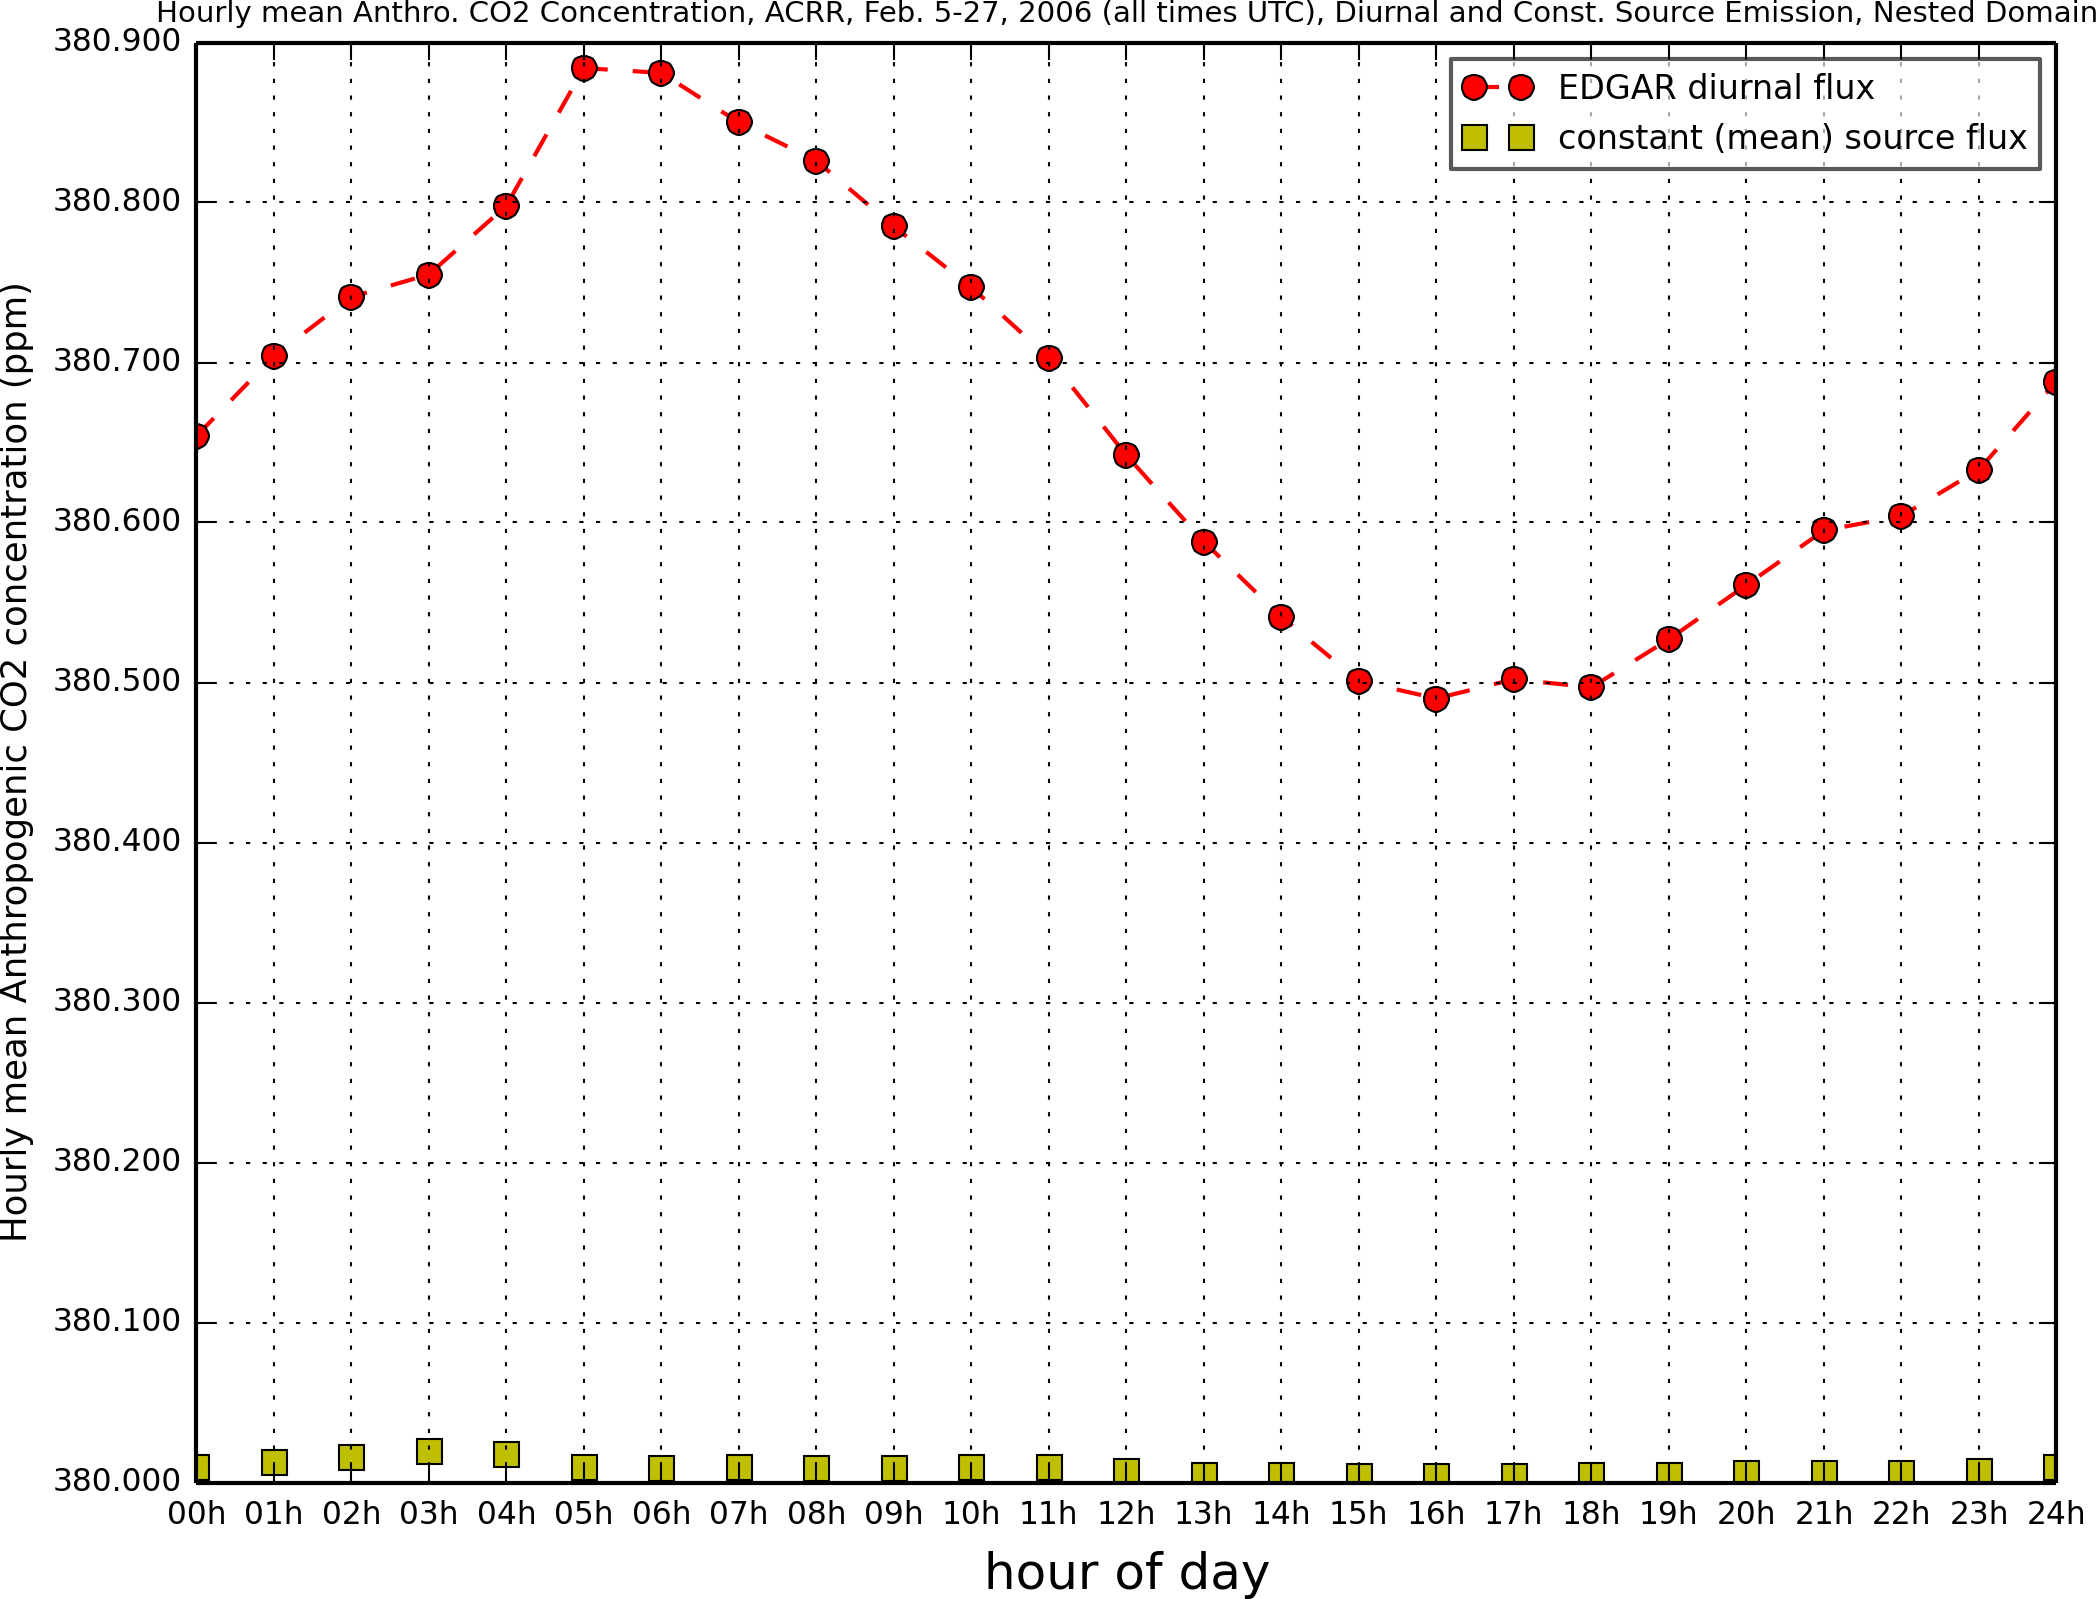 Hourly mean Anthro. CO2 Concentration, ACRR, Feb. 5-27, 2006 (all times UTC), Diurnal and Const. Source Emission, Nested Domain
EDGAR diurnal flux
constant (mean) source flux
Hourly mean Anthropogenic CO2 concentration (ppm)
380.900
380.800
380.700
380.600
380.500
380.400
380.300
380.200
380.100
380.000
00h 01h 02h 03h 04h 05h 06h 07h 08h 09h 10h 11h 12h 13h 14h 15h 16h 17h 18h 19h 20h 21h 22h 23h 24h
hour of day